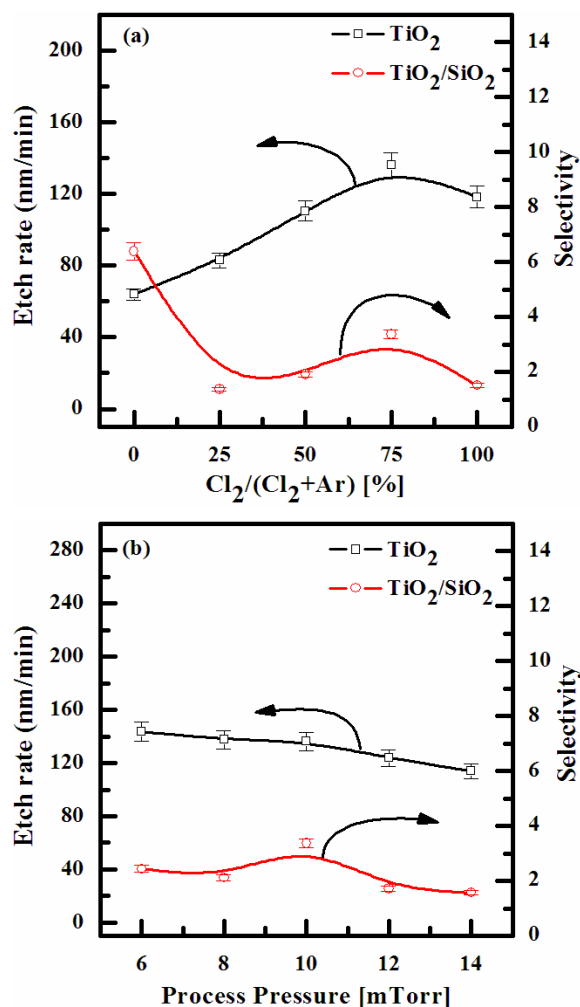 (a)
TiO2
TiO2/SiO2
200
160
120
80
40
0
Etch rate (nm/min)
14
12
10
8
6
4
2
0
Selectivity
0 25 50 75 100
Cl2/(Cl2+Ar) [%]
(b)
TiO2
TiO2/SiO2
280
240
200
160
120
80
40
0
Etch rate (nm/min)
14
12
10
8
6
4
2
0
Selectivity
6 8 10 12 14
Process Pressure [mTorr]